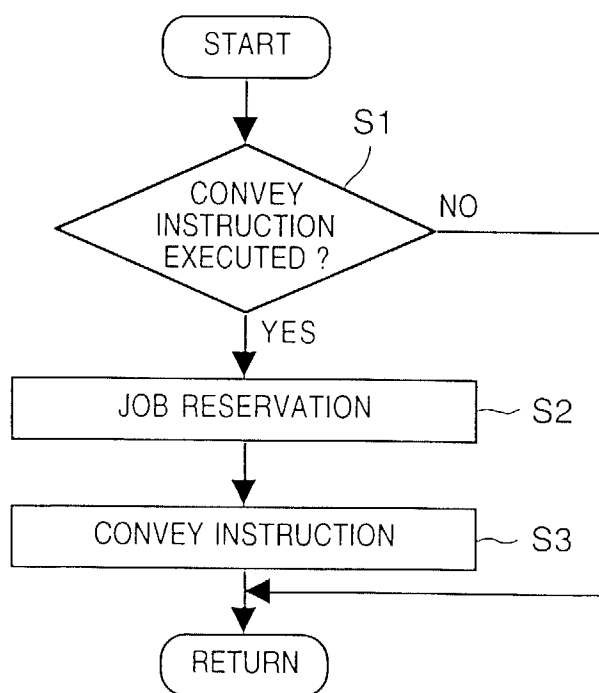 START
S1
CONVEY
INSTRUCTION
EXECUTED ?
NO
YES
JOB RESERVATION
S2
CONVEY INSTRUCTION
S3
RETURN